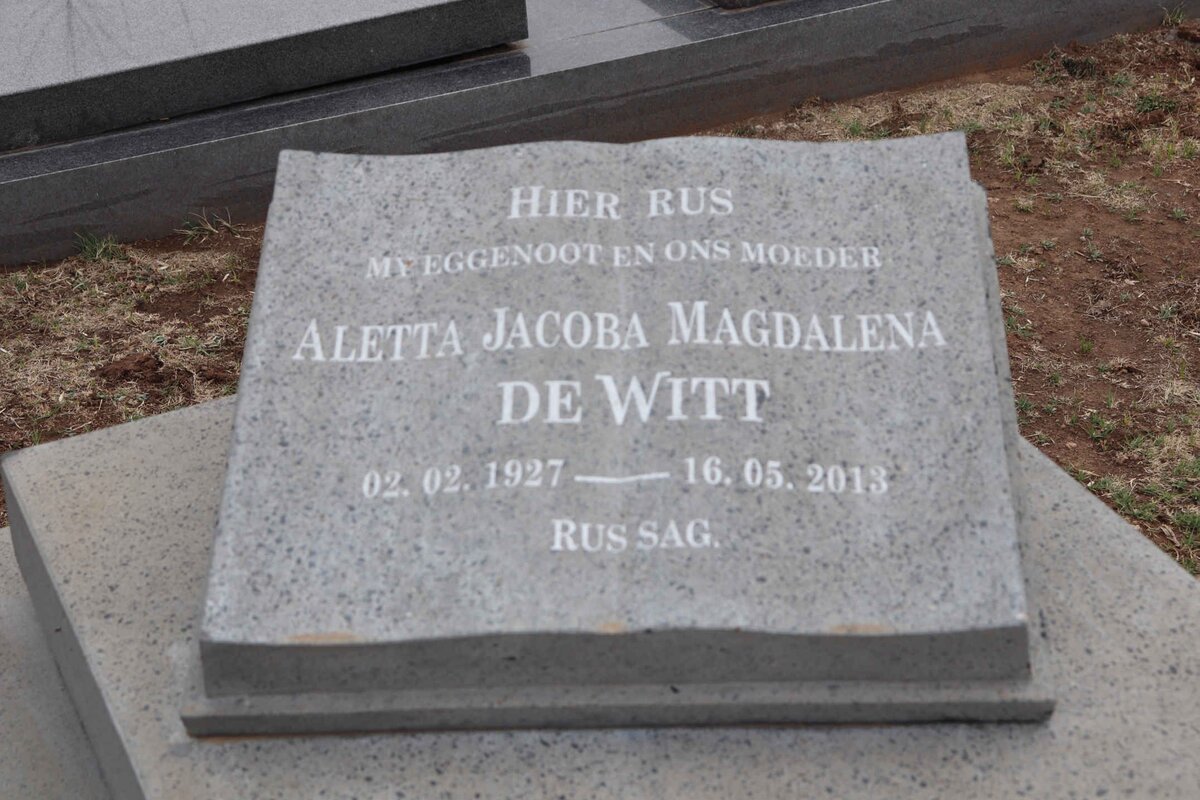 HIER RUS
MY EGGENOOT EN ONS MOEDER
ALETTA JACOBA MAGDALENA
DE WITT
02. 02. 1927 — 16. 05. 2013
RUS SAG.